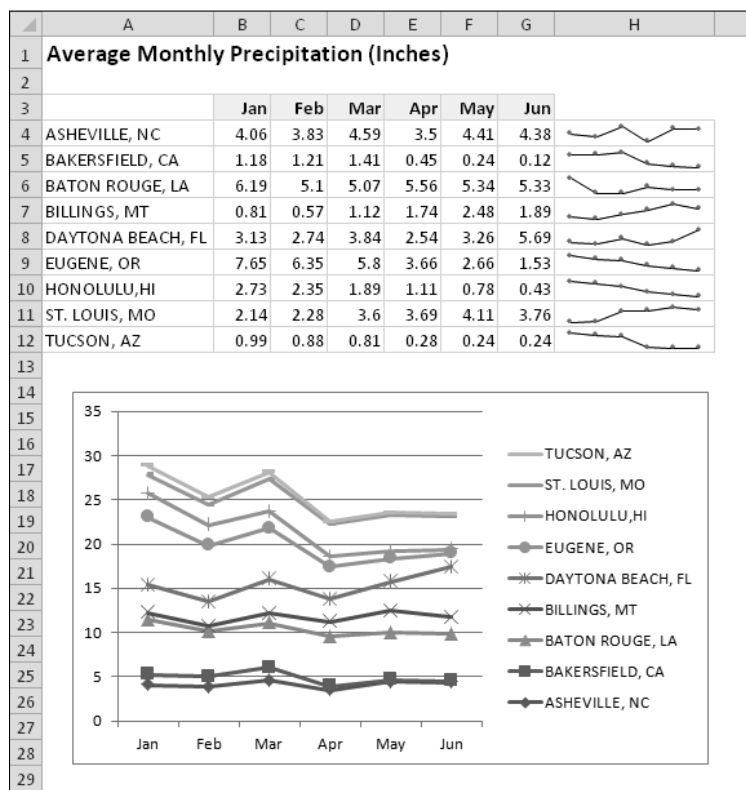 A B C D E F G H
1 Average Monthly Precipitation (Inches)
2
3 Jan Feb Mar Apr May Jun
4 ASHEVILLE, NC 4.06 3.83 4.59 3.5 4.41 4.38
5 BAKERSFIELD, CA 1.18 1.21 1.41 0.45 0.24 0.12
6 BATON ROUGE, LA 6.19 5.1 5.07 5.56 5.34 5.33
7 BILLINGS, MT 0.81 0.57 1.12 1.74 2.48 1.89
8 DAYTONA BEACH, FL 3.13 2.74 3.84 2.54 3.26 5.69
9 EUGENE, OR 7.65 6.35 5.8 3.66 2.66 1.53
10 HONOLULU,HI 2.73 2.35 1.89 1.11 0.78 0.43
11 ST. LOUIS, MO 2.14 2.28 3.6 3.69 4.11 3.76
12 TUCSON, AZ 0.99 0.88 0.81 0.28 0.24 0.24
13
14
15
16
17
18
19
20
21
22
23
24
25
26
27
28
29
35
30
25
20
15
10
5
0
Jan Feb Mar Apr May Jun
TUCSON, AZ
ST. LOUIS, MO
HONOLULU,HI
EUGENE, OR
DAYTONA BEACH, FL
BILLINGS, MT
BATON ROUGE, LA
BAKERSFIELD, CA
ASHEVILLE, NC